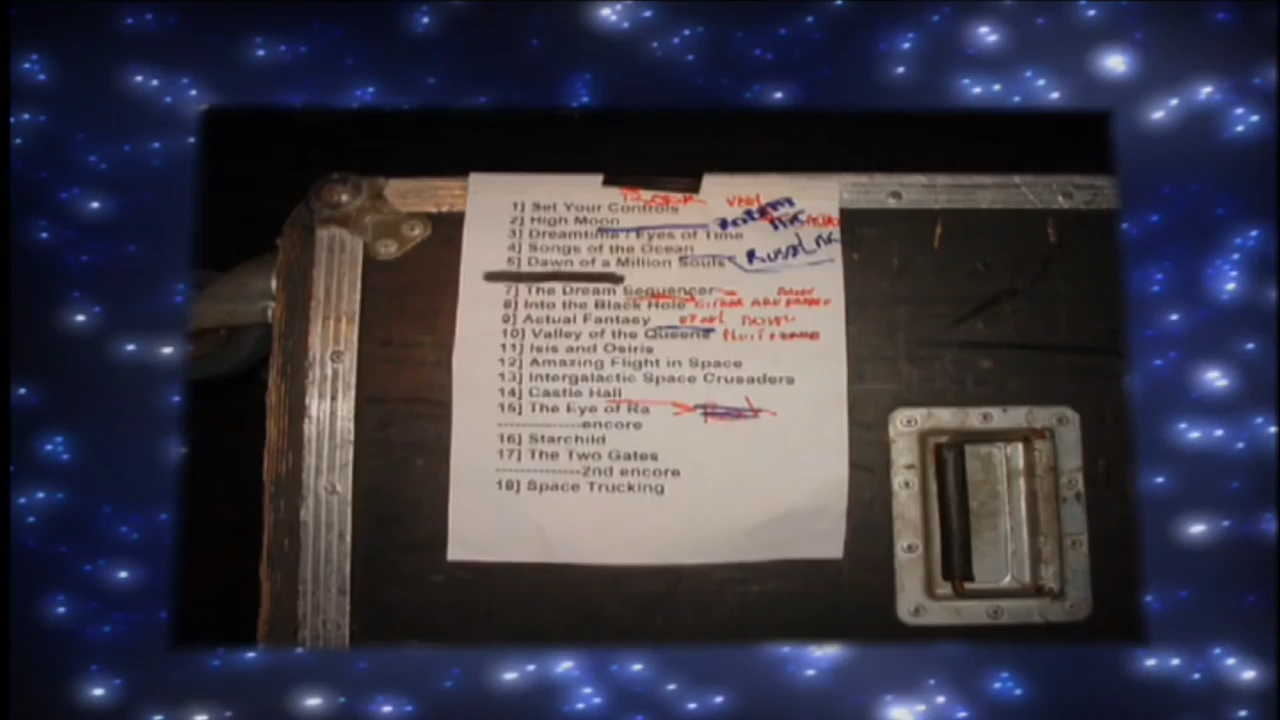 1] Set Your Controls
2] High Moon
3] Dreamtime / Eyes of Time
4] Songs of the Ocean
5] Dawn of a Million Souls
7] The Dream Sequencer
8] Into the Black Hole
9] Actual Fantasy
10] Valley of the Queens
11] Isis and Osiris
12] Amazing Flight in Space
13] Intergalactic Space Crusaders
14] Castle Hall
15] The Eye of Ra
-------------encore
16] Starchild
17] The Two Gates
-------------2nd encore
18] Space Trucking